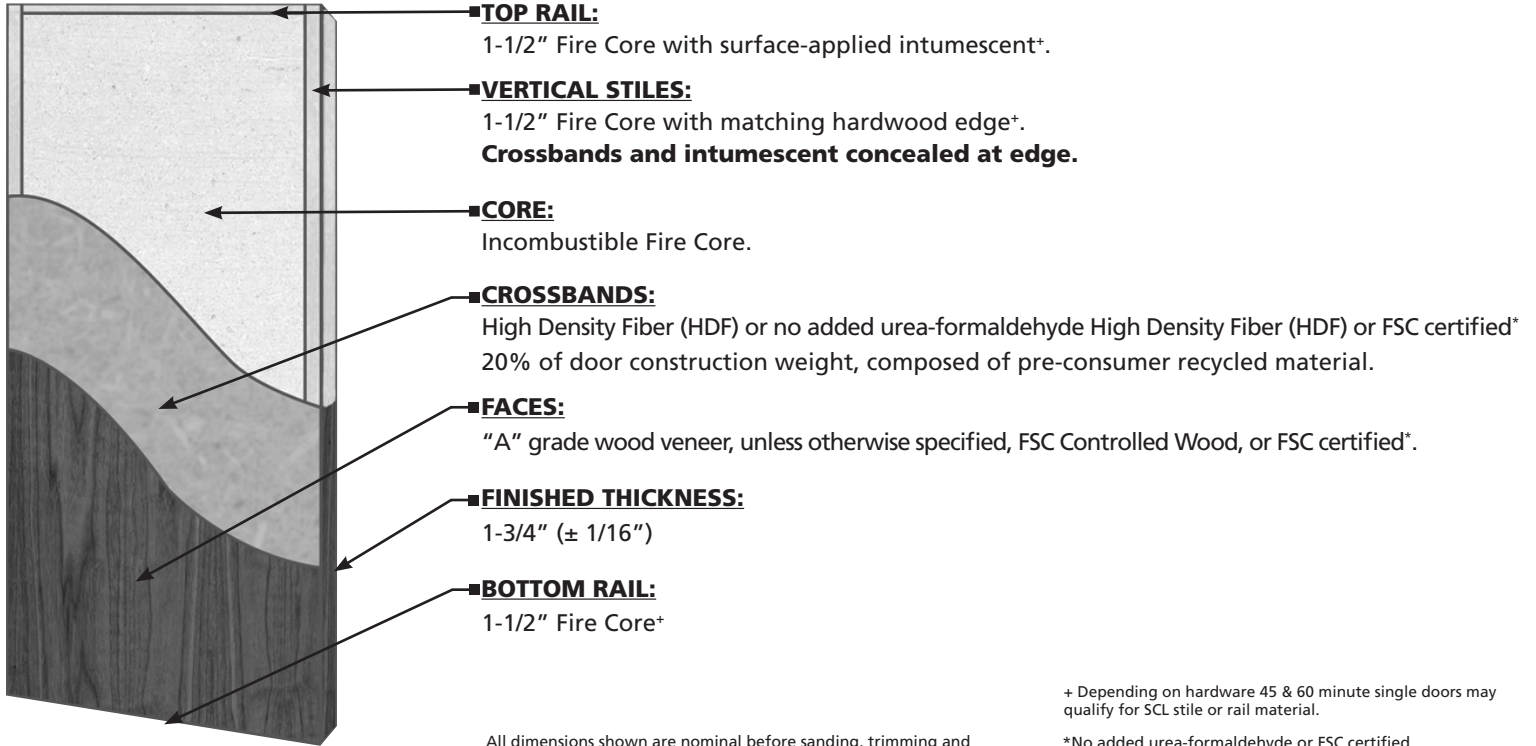 TOP RAIL:
1-1/2” Fire Core with surface-applied intumescent⁺.
VERTICAL STILES:
1-1/2” Fire Core with matching hardwood edge⁺.
Crossbands and intumescent concealed at edge.
CORE:
Incombustible Fire Core.
CROSSBANDS:
High Density Fiber (HDF) or no added urea-formaldehyde High Density Fiber (HDF) or FSC certified*
20% of door construction weight, composed of pre-consumer recycled material.
FACES:
“A” grade wood veneer, unless otherwise specified, FSC Controlled Wood, or FSC certified*.
FINISHED THICKNESS:
1-3/4” (± 1/16”)
BOTTOM RAIL:
1-1/2” Fire Core⁺
+ Depending on hardware 45 & 60 minute single doors may
qualify for SCL stile or rail material.
All dimensions shown are nominal before sanding, trimming and
*No added urea-formaldehyde or FSC certified